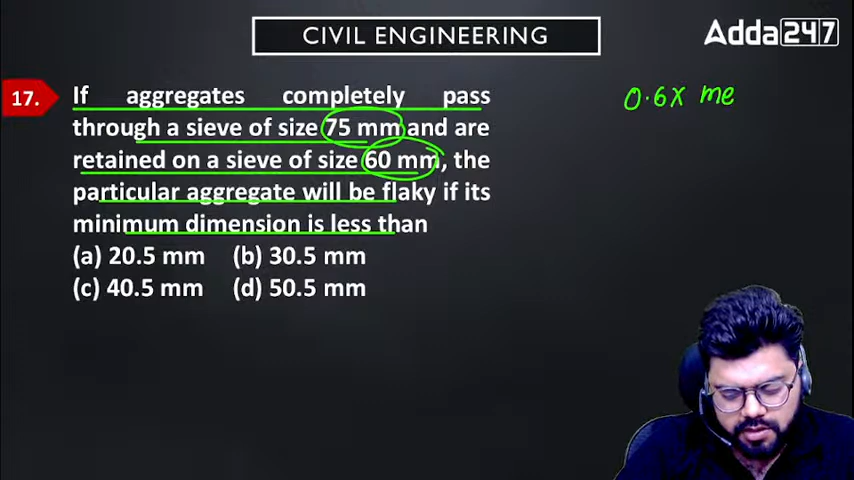 CIVIL ENGINEERING
Adda247
17.
If aggregates completely pass
through a sieve of size 75 mm and are
retained on a sieve of size 60 mm, the
particular aggregate will be flaky if its
minimum dimension is less than
(a) 20.5 mm (b) 30.5 mm
(c) 40.5 mm (d) 50.5 mm
0.6x me